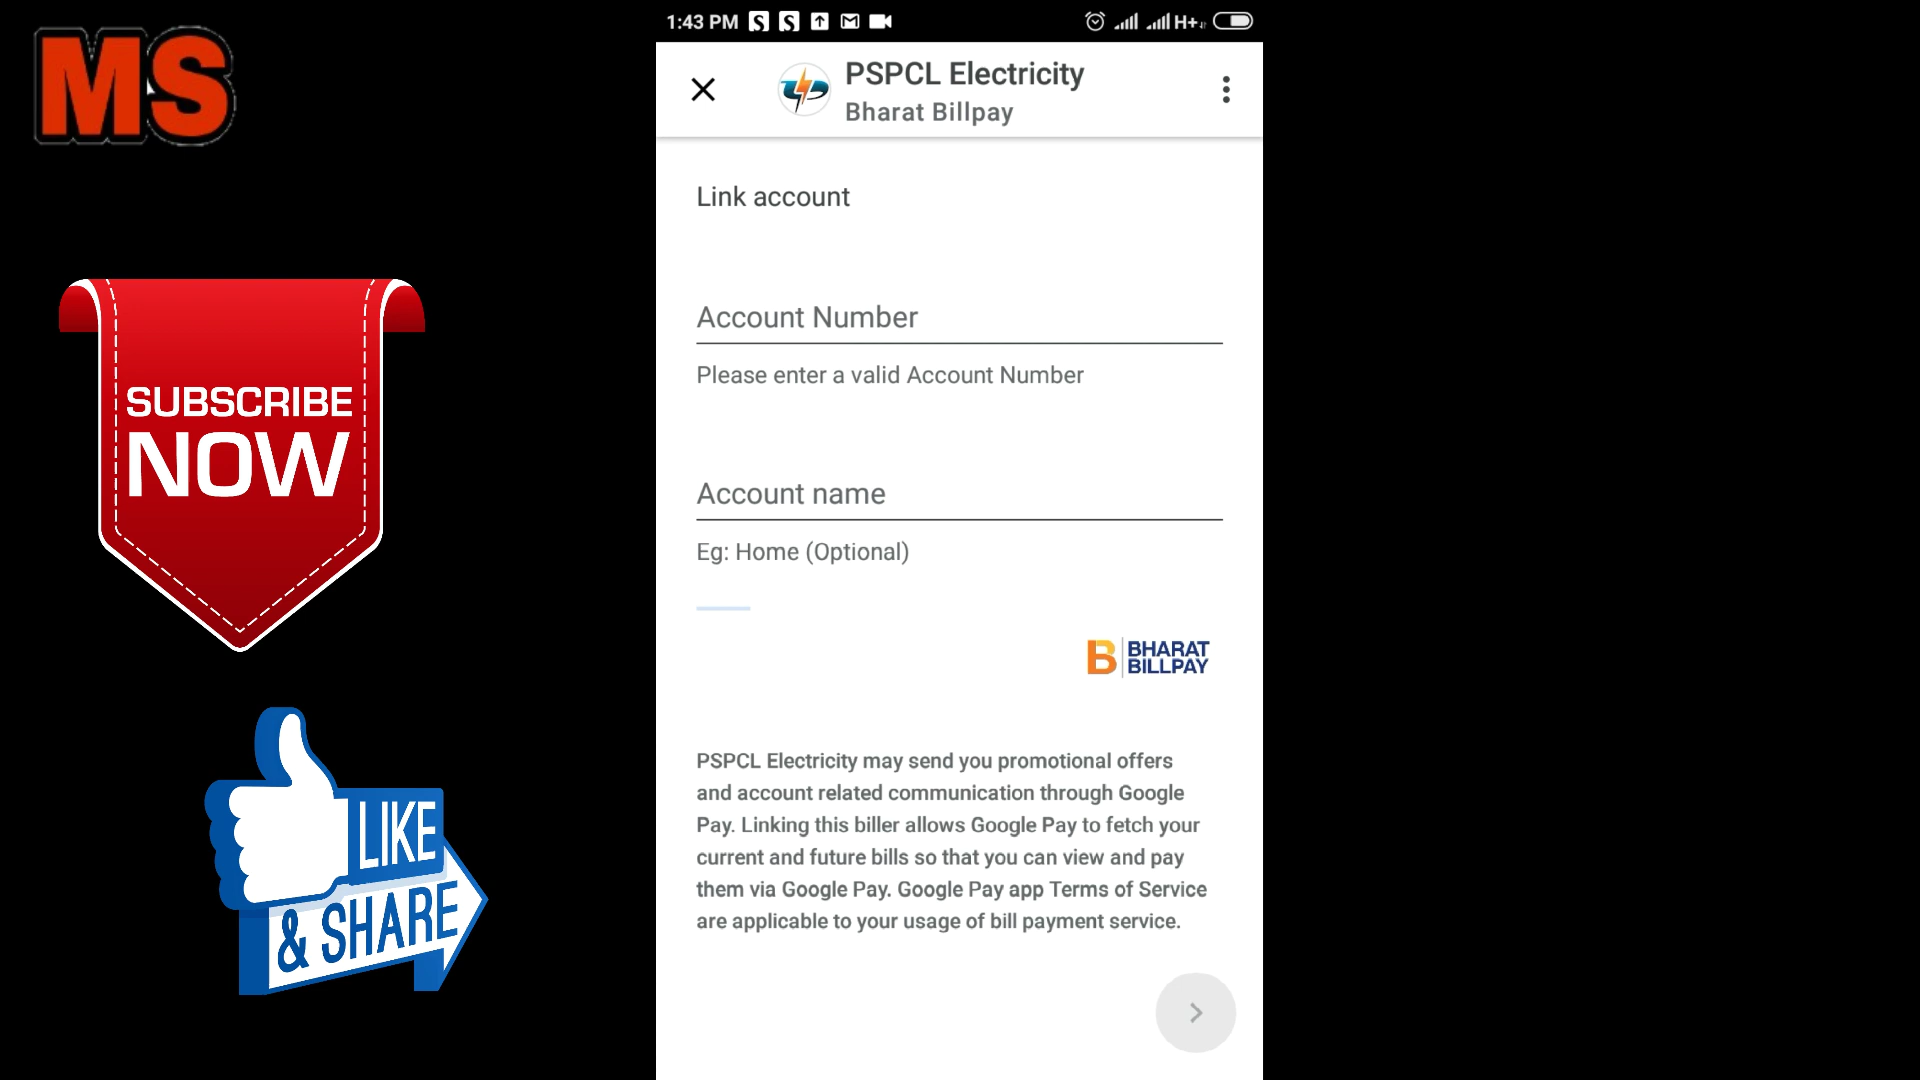 MS
SUBSCRIBE
NOW
LIKE
& SHARE
1:43 PM
H+
PSPCL Electricity
Bharat Billpay
Link account
Account Number
Please enter a valid Account Number
Account name
Eg: Home (Optional)
B BHARAT
BILLPAY
PSPCL Electricity may send you promotional offers
and account related communication through Google
Pay. Linking this biller allows Google Pay to fetch your
current and future bills so that you can view and pay
them via Google Pay. Google Pay app Terms of Service
are applicable to your usage of bill payment service.